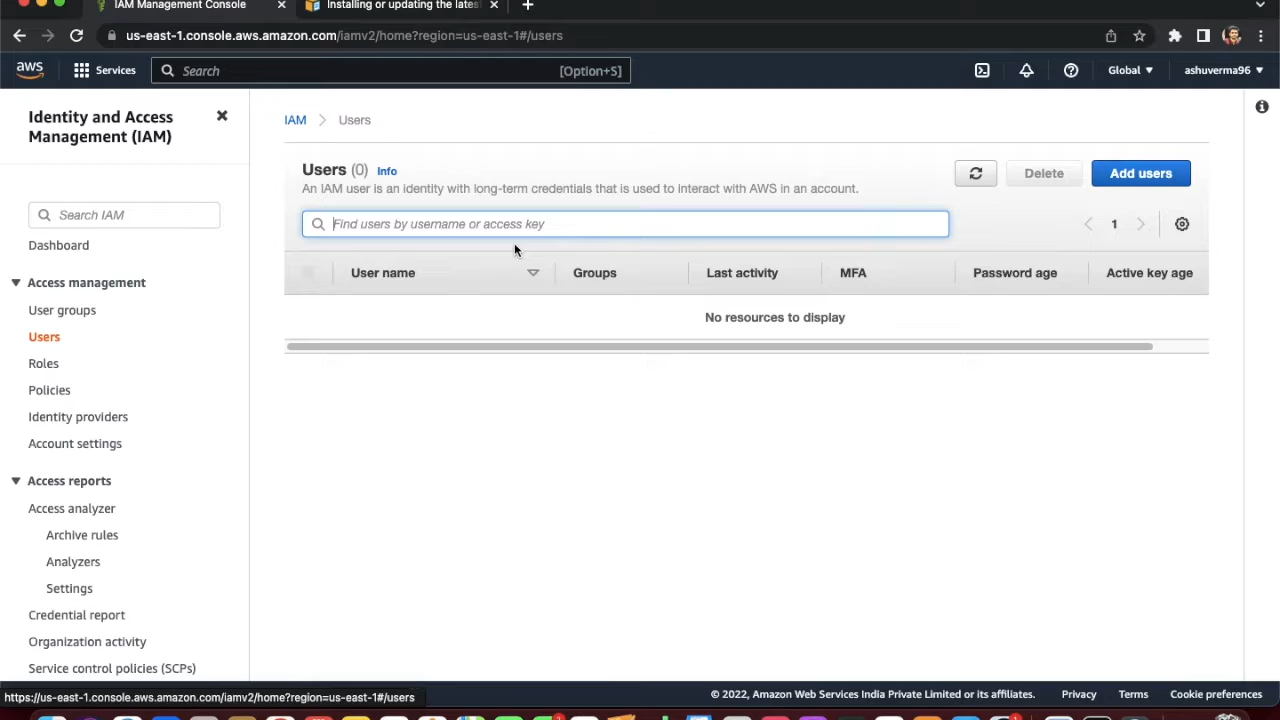 IAM Management Console
Installing or updating the lates
us-east-1.console.aws.amazon.com/iamv2/home?region=us-east-1#/users
aws
Services
Search
[Option+S]
Global
ashuverma96
Identity and Access
Management (IAM)
Search IAM
Dashboard
Access management
User groups
Users
Roles
Policies
Identity providers
Account settings
Access reports
Access analyzer
Archive rules
Analyzers
Settings
Credential report
Organization activity
Service control policies (SCPs)
IAM
Users
Users (0) Info
An IAM user is an identity with long-term credentials that is used to interact with AWS in an account.
Delete
Add users
Find users by username or access key
1
User name
Groups
Last activity
MFA
Password age
Active key age
No resources to display
https://us-east-1.console.aws.amazon.com/iamv2/home?region=us-east-1#/users
© 2022, Amazon Web Services India Private Limited or its affiliates.
Privacy
Terms
Cookie preferences